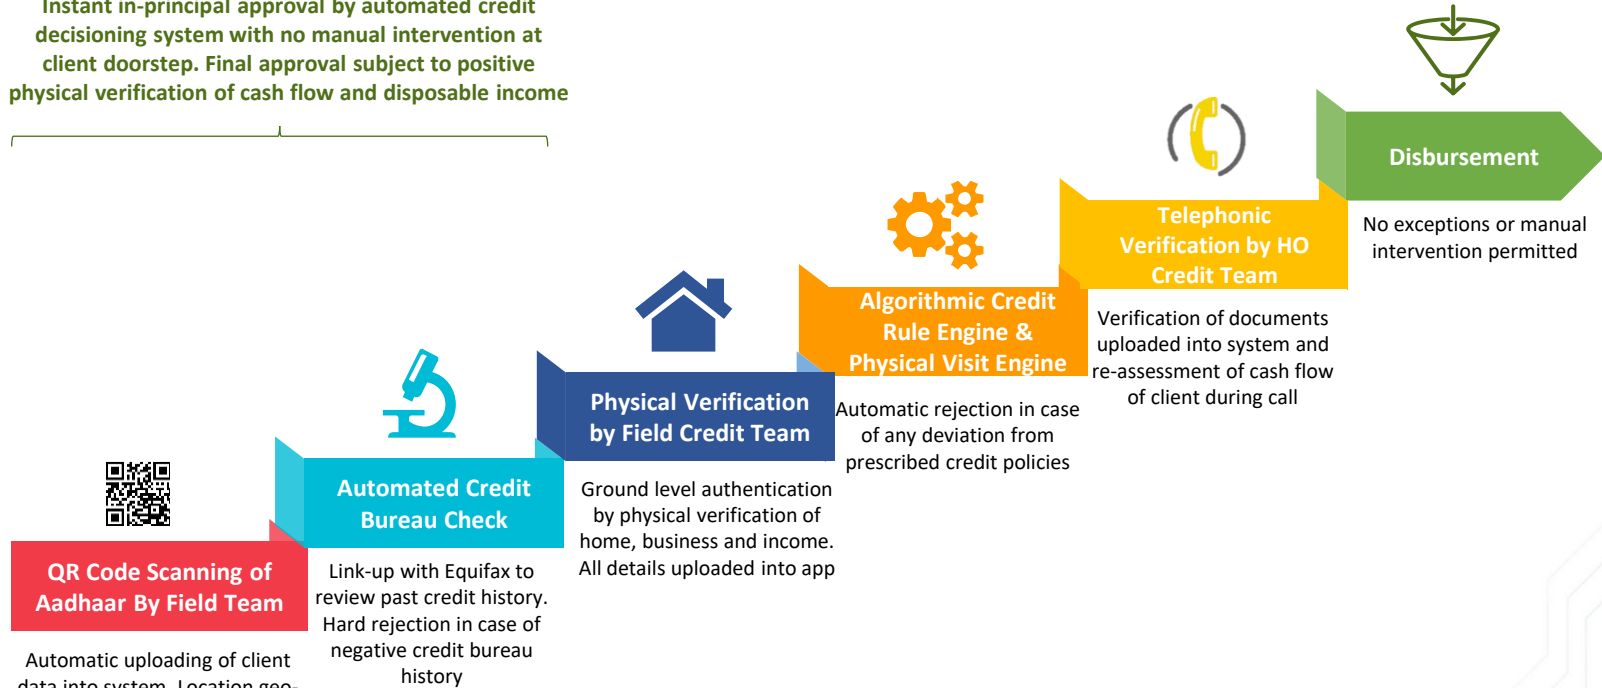 Instant in-principal approval by automated credit
decisioning system with no manual intervention at
client doorstep. Final approval subject to positive
physical verification of cash flow and disposable income
Disbursement
No exceptions or manual
intervention permitted
Telephonic
Verification by HO
Credit Team
Verification of documents
uploaded into system and
re-assessment of cash flow
of client during call
Algorithmic Credit
Rule Engine &
Physical Visit Engine
Automatic rejection in case
of any deviation from
prescribed credit policies
Physical Verification
by Field Credit Team
Ground level authentication
by physical verification of
home, business and income.
All details uploaded into app
Automated Credit
Bureau Check
Link-up with Equifax to
review past credit history.
Hard rejection in case of
negative credit bureau
history
QR Code Scanning of
Aadhaar By Field Team
Automatic uploading of client
data into system. Location geo-